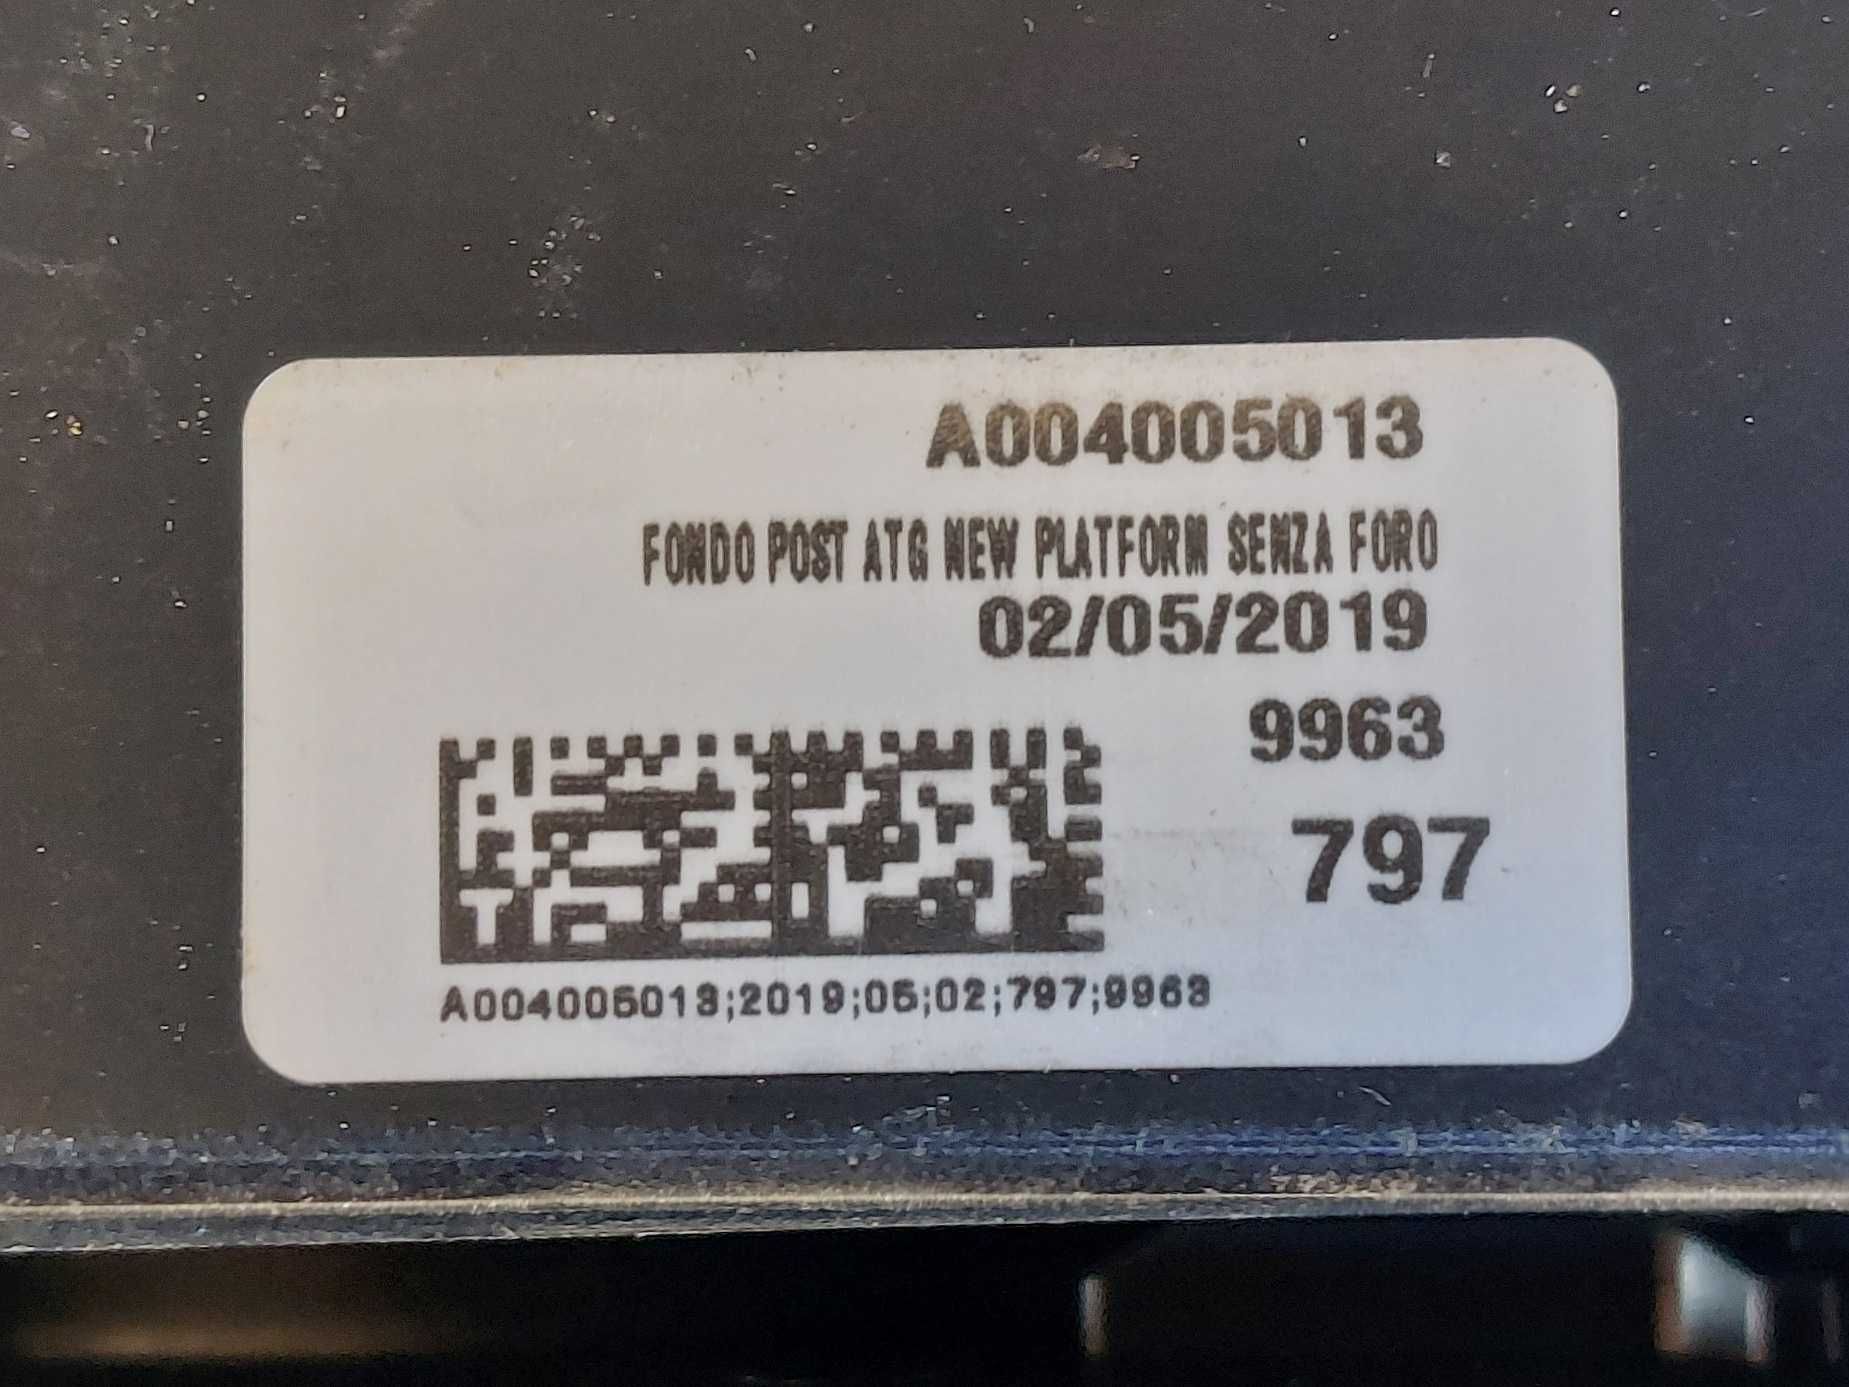 A004005013
FONDO POST ATG NEW PLATFORM SENZA FORO
02/05/2019
9963
797
A004005013;2019;05;02;797;9963